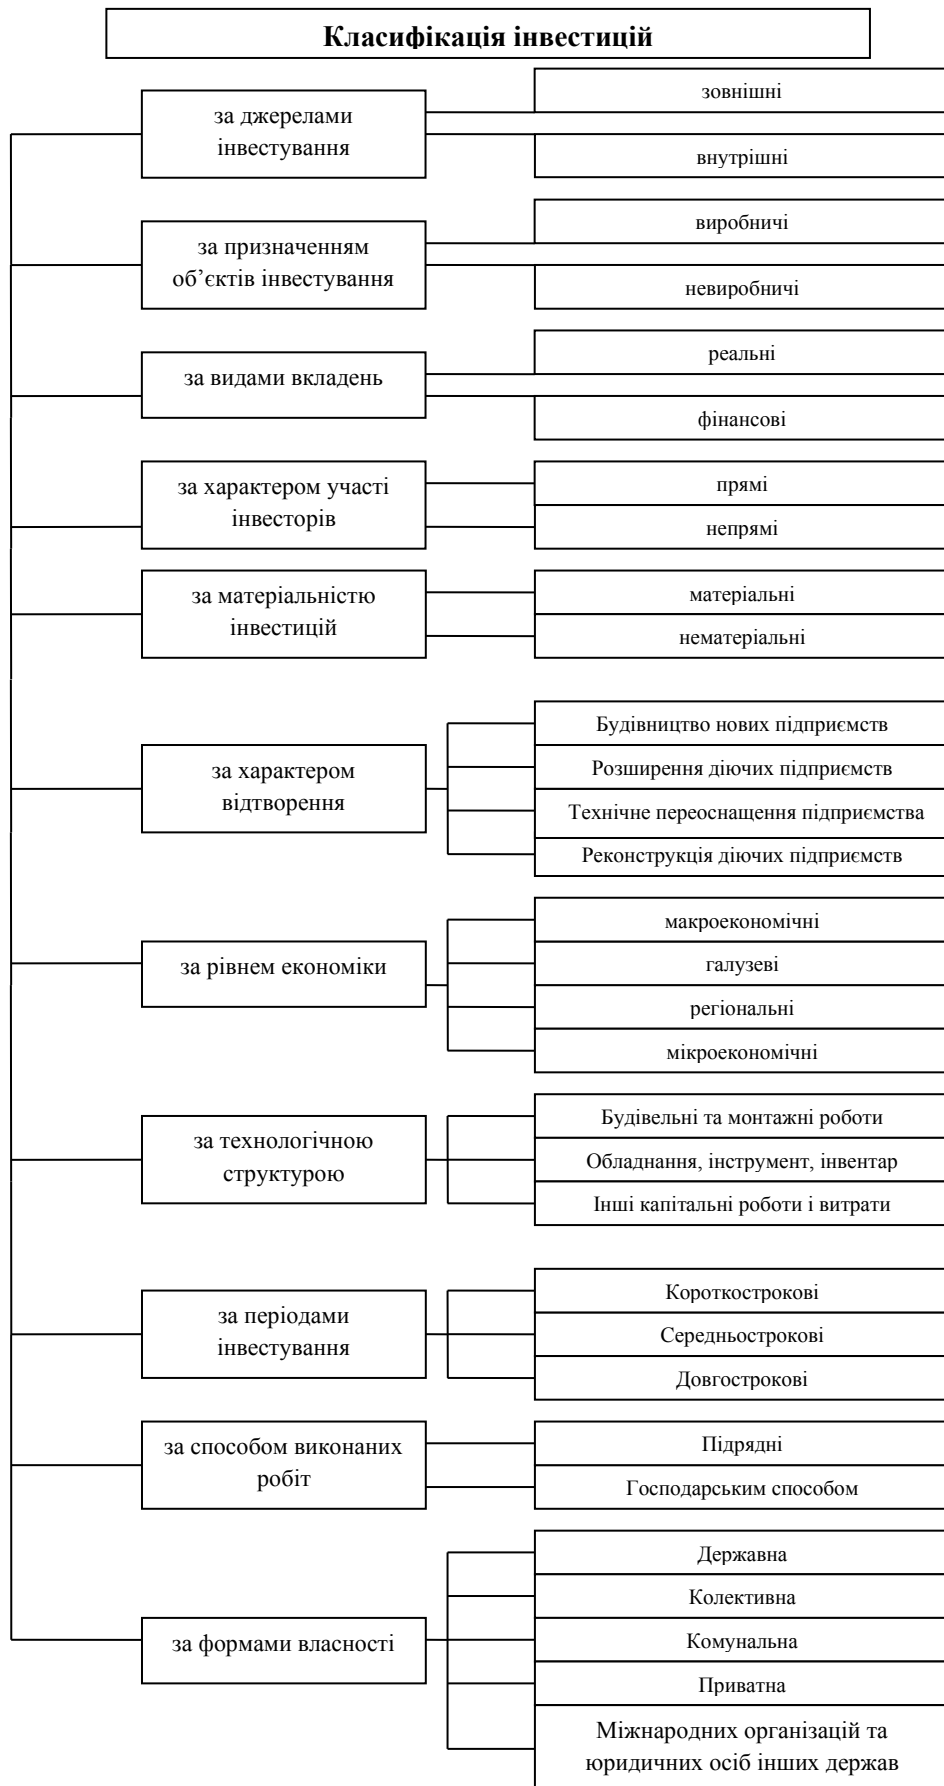 Класифікація інвестицій
за джерелами
інвестування
зовнішні
внутрішні
за призначенням
об’єктів інвестування
виробничі
невиробничі
за видами вкладень
реальні
фінансові
за характером участі
інвесторів
прямі
непрямі
за матеріальністю
інвестицій
матеріальні
нематеріальні
за характером
відтворення
Будівництво нових підприємств
Розширення діючих підприємств
Технічне переоснащення підприємства
Реконструкція діючих підприємств
за рівнем економіки
макроекономічні
галузеві
регіональні
мікроекономічні
за технологічною
структурою
Будівельні та монтажні роботи
Обладнання, інструмент, інвентар
Інші капітальні роботи і витрати
за періодами
інвестування
Короткострокові
Середньострокові
Довгострокові
за способом виконаних
робіт
Підрядні
Господарським способом
за формами власності
Державна
Колективна
Комунальна
Приватна
Міжнародних організацій та
юридичних осіб інших держав